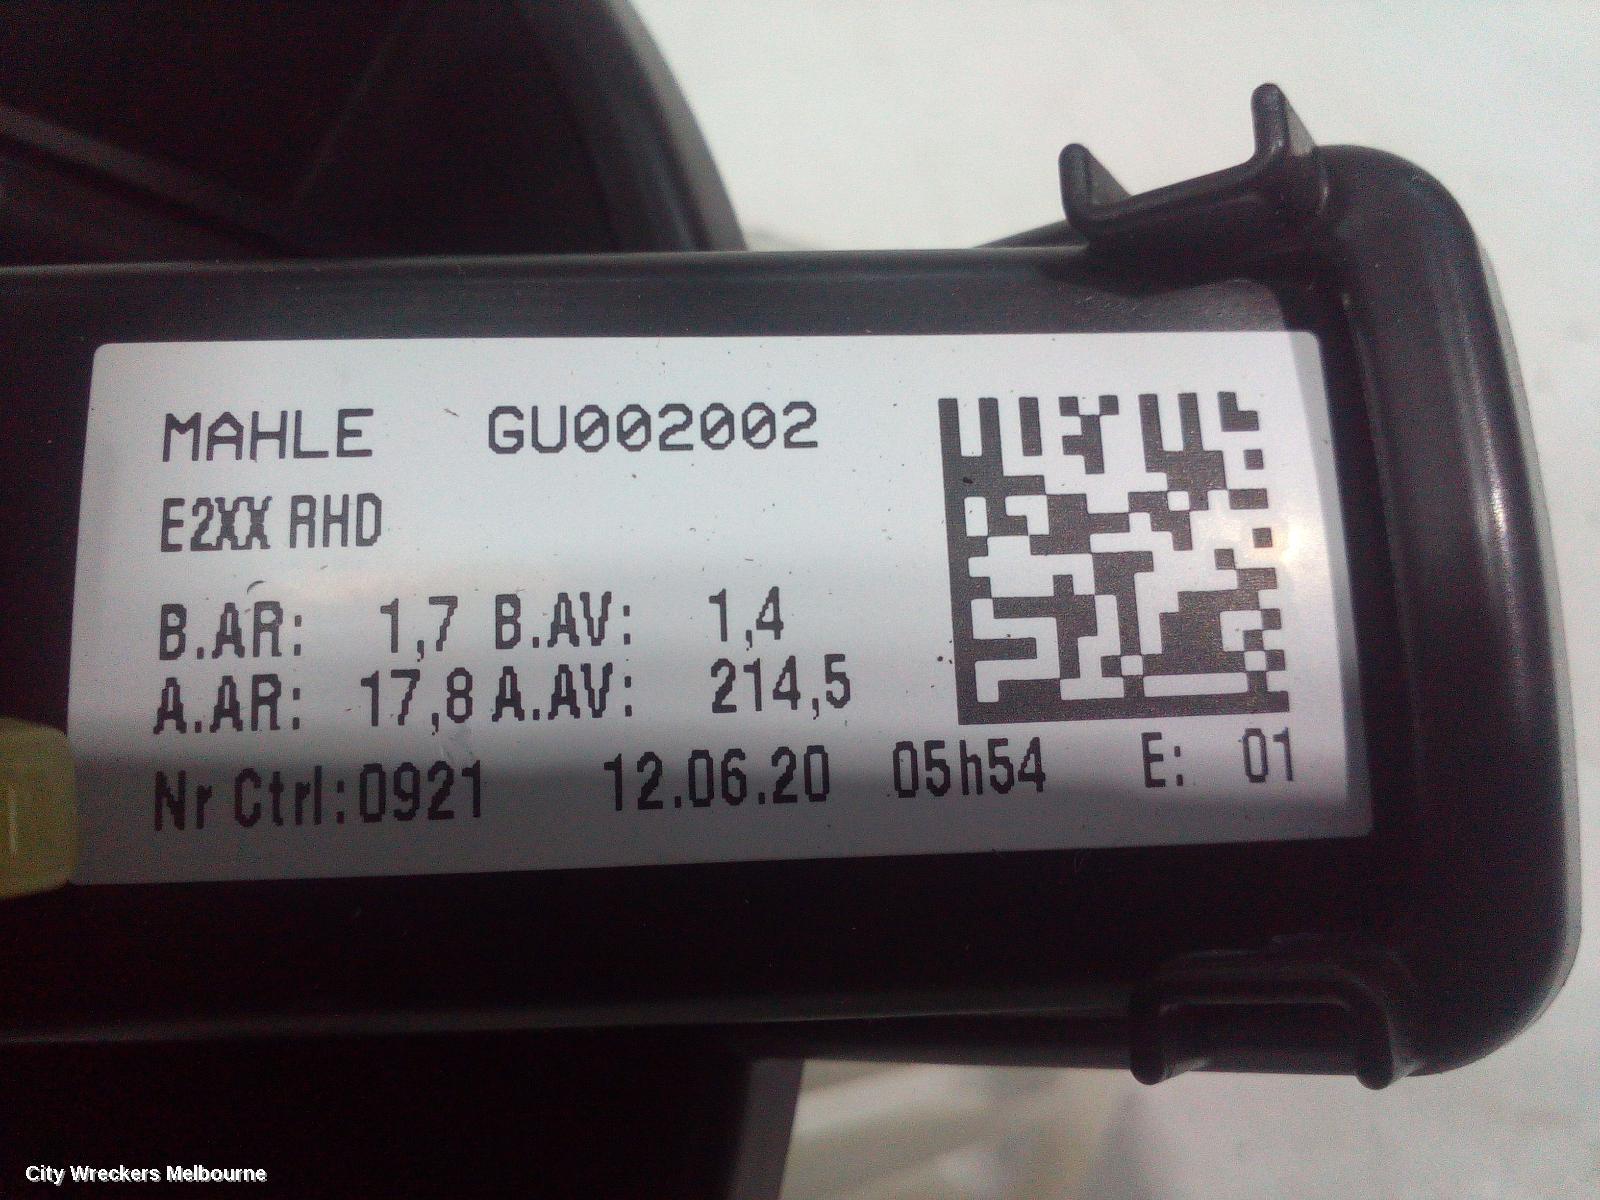 MAHLE GU002002
E2XX RHD
B.AR: 1,7 B.AV: 1,4
A.AR: 17,8 A.AV: 214,5
Nr Ctrl:0921 12.06.20 05h54 E: 01
City Wreckers Melbourne